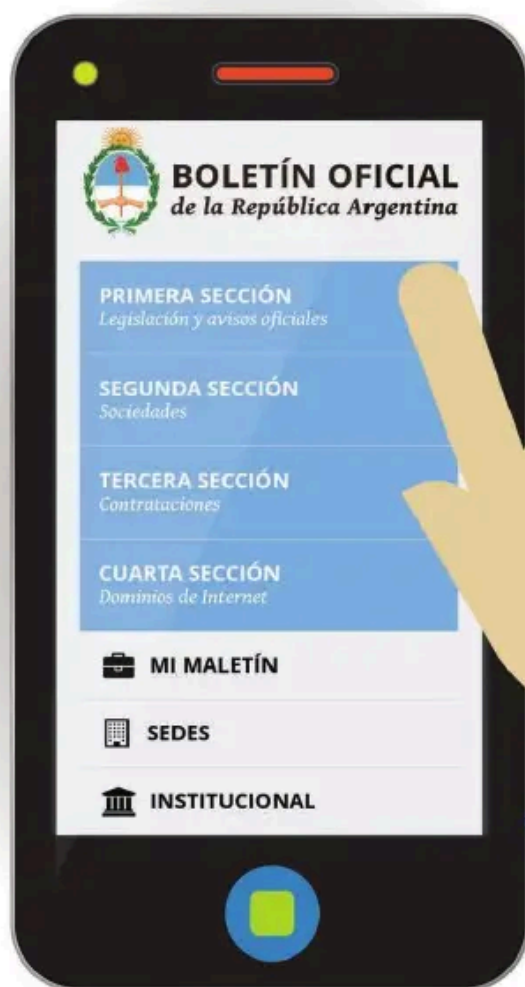 BOLETÍN OFICIAL
de la República Argentina
PRIMERA SECCIÓN
Legislación y avisos oficiales
SEGUNDA SECCIÓN
Sociedades
TERCERA SECCIÓN
Contrataciones
CUARTA SECCIÓN
Dominios de Internet
MI MALETÍN
SEDES
INSTITUCIONAL